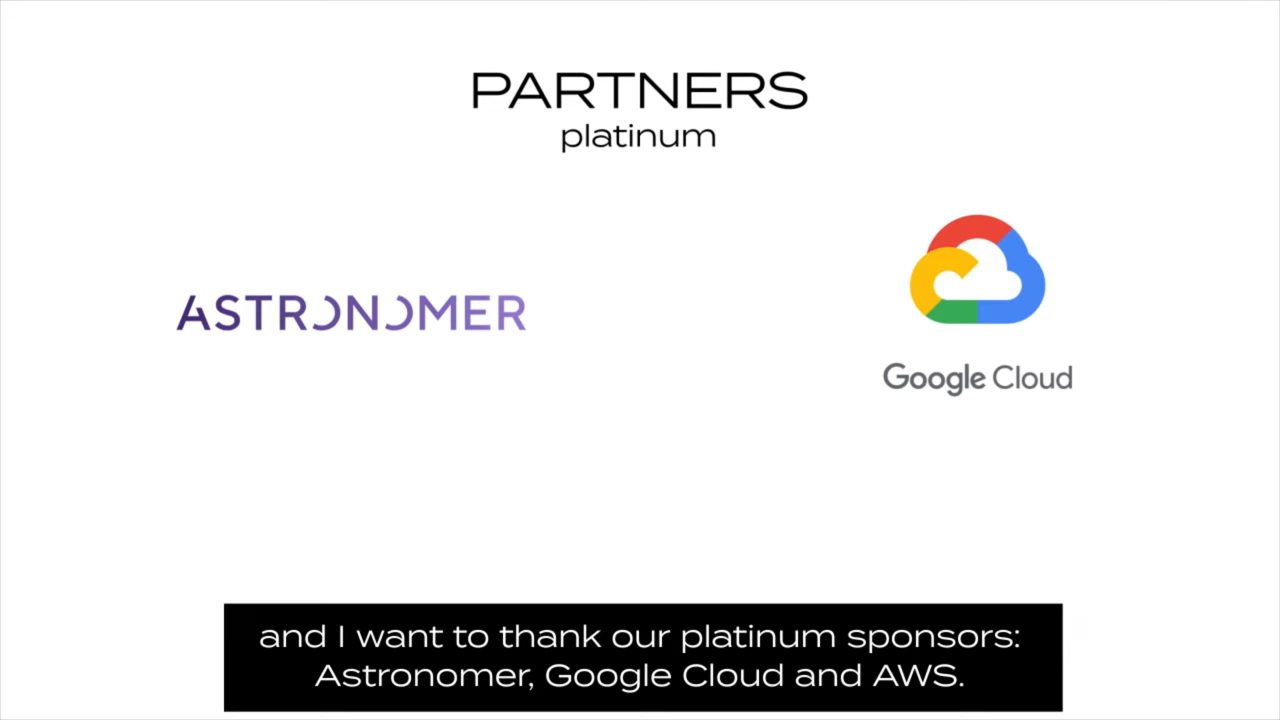 PARTNERS
platinum
ASTRONOMER
Google Cloud
and I want to thank our platinum sponsors:
Astronomer, Google Cloud and AWS.